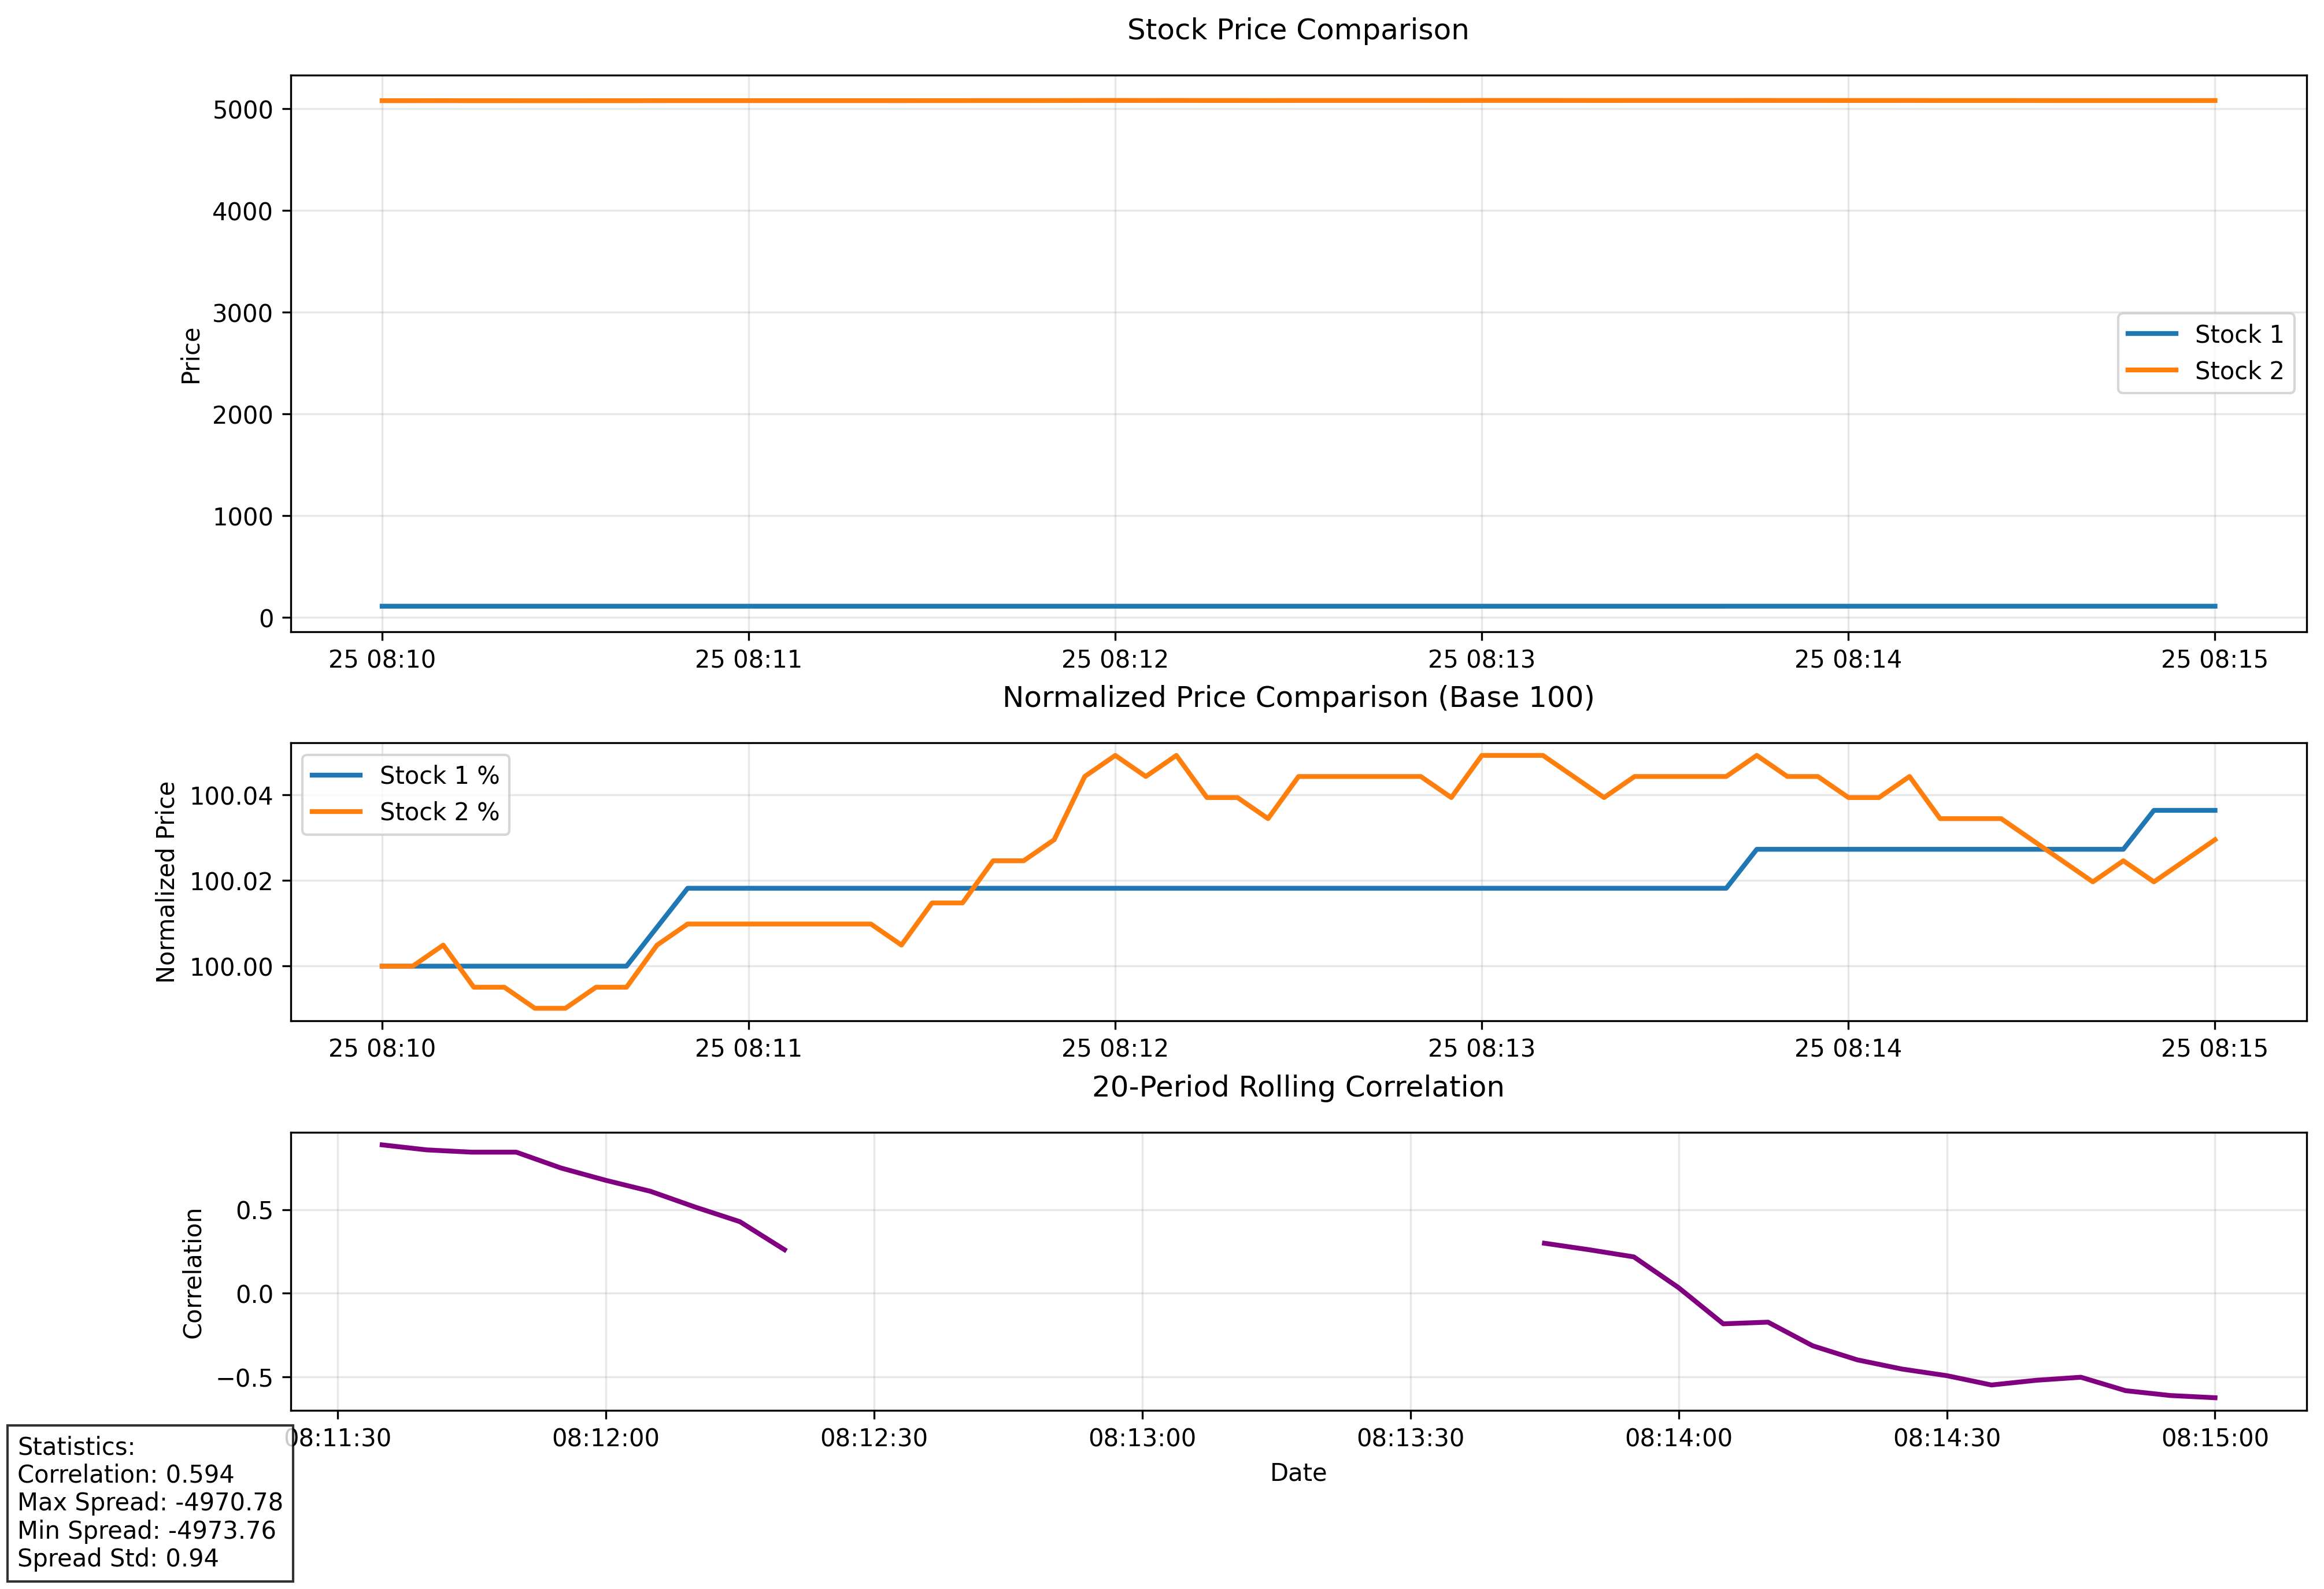 Stock Price Comparison
5000
4000
3000
2000
1000
0
Price
Stock 1
Stock 2
25 08:10 25 08:11 25 08:12 25 08:13 25 08:14 25 08:15
Normalized Price Comparison (Base 100)
Stock 1 %
Stock 2 %
100.04
100.02
100.00
Normalized Price
25 08:10 25 08:11 25 08:12 25 08:13 25 08:14 25 08:15
20-Period Rolling Correlation
0.5
0.0
−0.5
Correlation
08:11:30 08:12:00 08:12:30 08:13:00 08:13:30 08:14:00 08:14:30 08:15:00
Date
Statistics:
Correlation: 0.594
Max Spread: -4970.78
Min Spread: -4973.76
Spread Std: 0.94